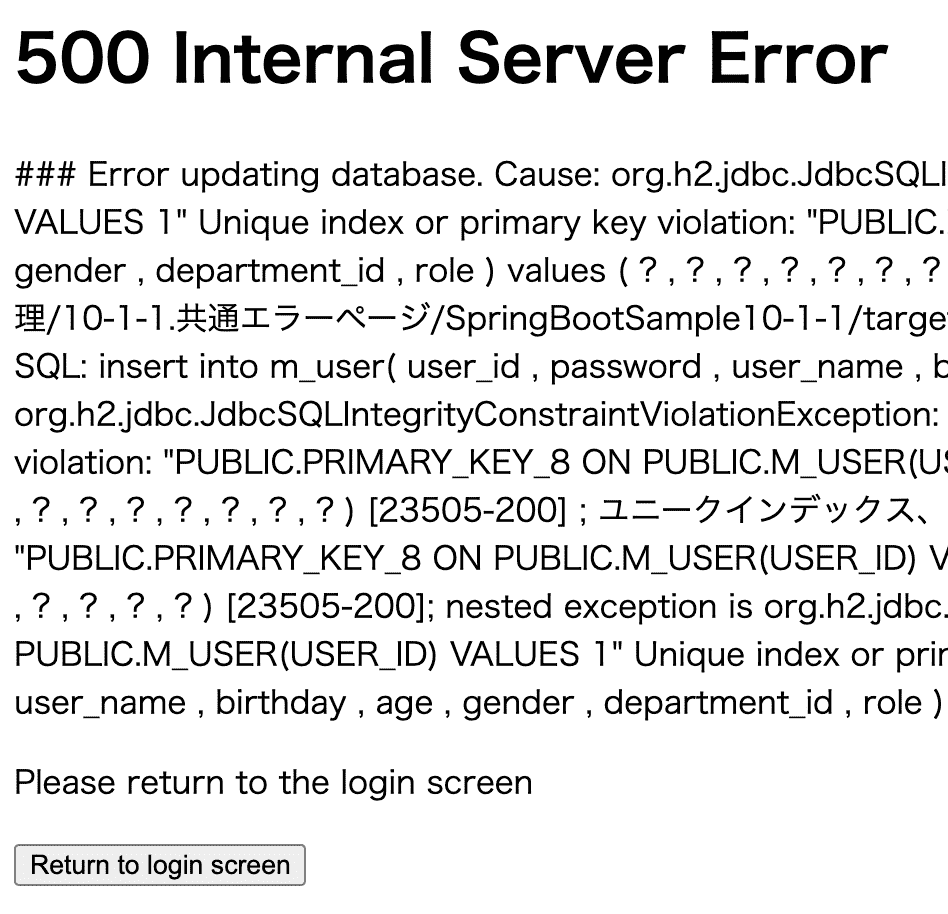 500 Internal Server Error
### Error updating database. Cause: org.h2.jdbc.JdbcSQLI
VALUES 1" Unique index or primary key violation: "PUBLIC.
gender , department_id , role ) values ( ? , ? , ? , ? , ? , ? , ?
理/10-1-1.共通エラーページ/SpringBootSample10-1-1/targe
SQL: insert into m_user( user_id , password , user_name , b
org.h2.jdbc.JdbcSQLIntegrityConstraintViolationException:
violation: "PUBLIC.PRIMARY_KEY_8 ON PUBLIC.M_USER(US
, ? , ? , ? , ? , ? , ? , ? ) [23505-200] ; ユニークインデックス、
"PUBLIC.PRIMARY_KEY_8 ON PUBLIC.M_USER(USER_ID) V
, ? , ? , ? , ? ) [23505-200]; nested exception is org.h2.jdbc.
PUBLIC.M_USER(USER_ID) VALUES 1" Unique index or prir
user_name , birthday , age , gender , department_id , role )
Please return to the login screen
Return to login screen